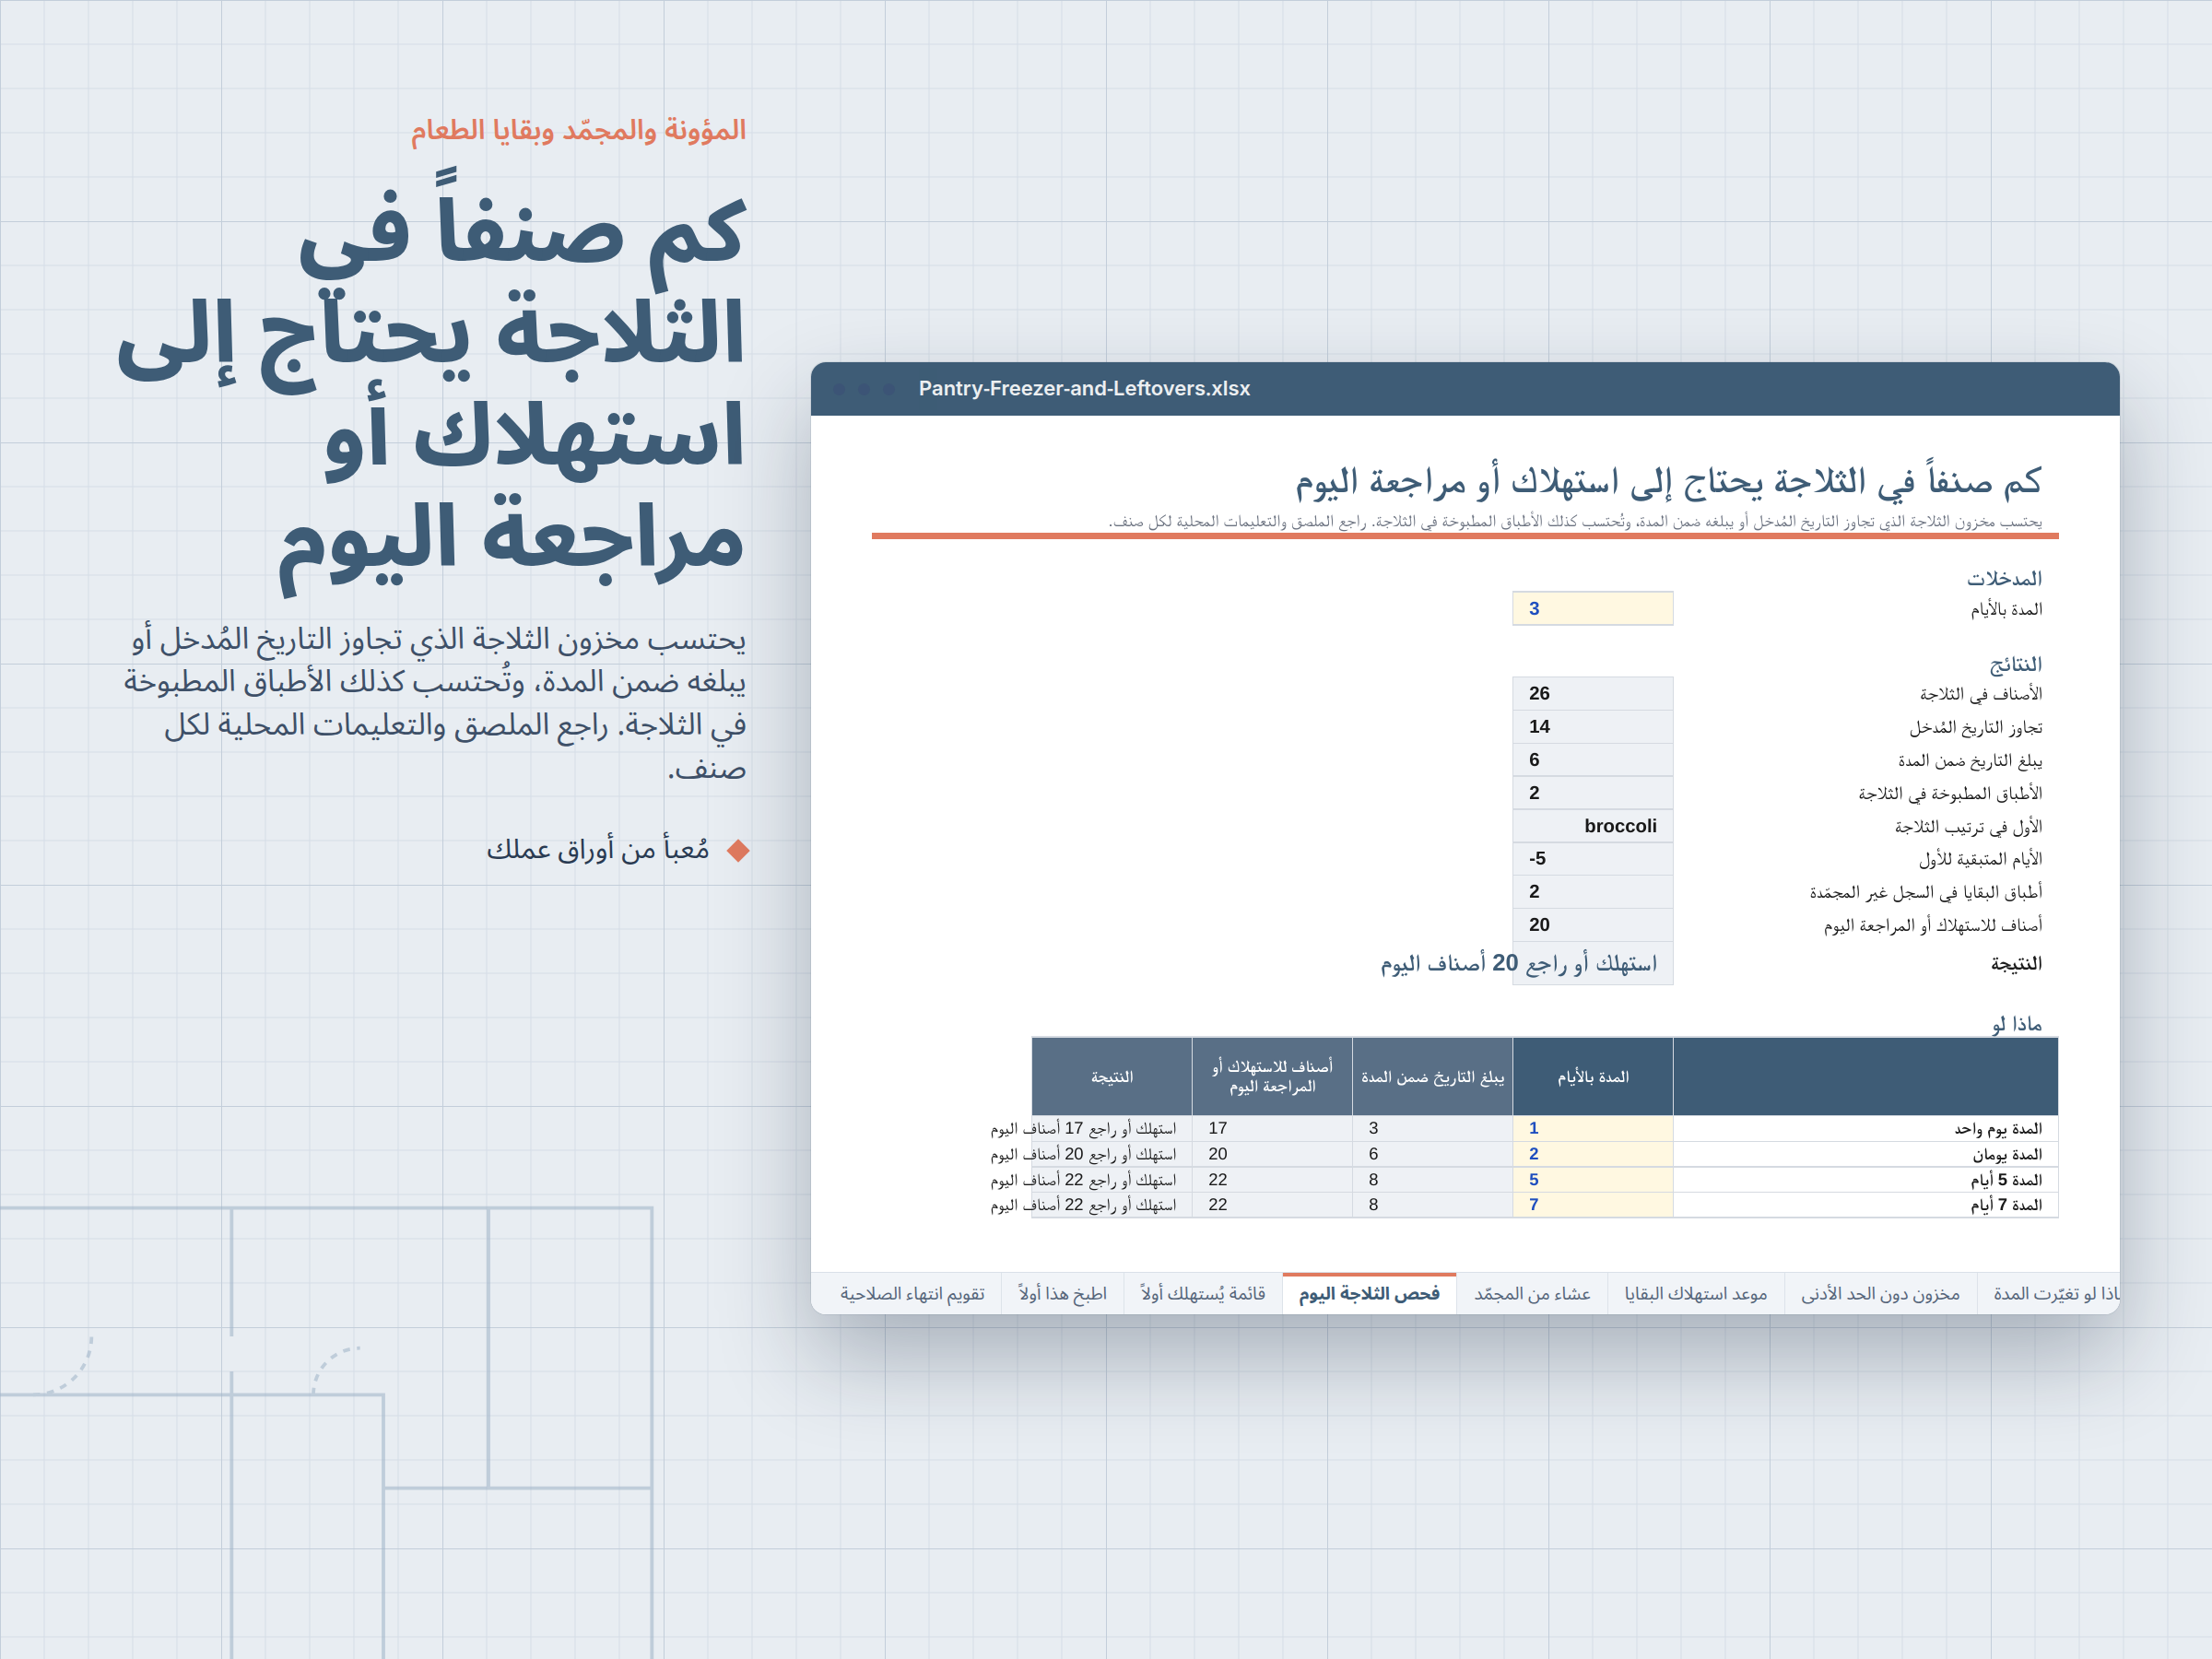 المؤونة والمجمّد وبقايا الطعام
كم صنفاً في
الثلاجة يحتاج إلى
استهلاك أو
مراجعة اليوم
يحتسب مخزون الثلاجة الذي تجاوز التاريخ المُدخل أو
يبلغه ضمن المدة، وتُحتسب كذلك الأطباق المطبوخة
في الثلاجة. راجع الملصق والتعليمات المحلية لكل
صنف.
مُعبأ من أوراق عملك
Pantry-Freezer-and-Leftovers.xlsx
كم صنفاً في الثلاجة يحتاج إلى استهلاك أو مراجعة اليوم
يحتسب مخزون الثلاجة الذي تجاوز التاريخ المُدخل أو يبلغه ضمن المدة، وتُحتسب كذلك الأطباق المطبوخة في الثلاجة. راجع الملصق والتعليمات المحلية لكل صنف.
المدخلات
المدة بالأيام 3
النتائج
الأصناف في الثلاجة 26
تجاوز التاريخ المُدخل 14
يبلغ التاريخ ضمن المدة 6
الأطباق المطبوخة في الثلاجة 2
الأول في ترتيب الثلاجة broccoli
الأيام المتبقية للأول -5
أطباق البقايا في السجل غير المجمّدة 2
أصناف للاستهلاك أو المراجعة اليوم 20
النتيجة استهلك أو راجع 20 أصناف اليوم
ماذا لو
المدة بالأيام يبلغ التاريخ ضمن المدة أصناف للاستهلاك أو المراجعة اليوم النتيجة
المدة يوم واحد 1 3 17 استهلك أو راجع 17 أصناف اليوم
المدة يومان 2 6 20 استهلك أو راجع 20 أصناف اليوم
المدة 5 أيام 5 8 22 استهلك أو راجع 22 أصناف اليوم
المدة 7 أيام 7 8 22 استهلك أو راجع 22 أصناف اليوم
لو تغيّرت المدة مخزون دون الحد الأدنى موعد استهلاك البقايا عشاء من المجمّد فحص الثلاجة اليوم قائمة يُستهلك أولاً اطبخ هذا أولاً تقويم انتهاء الصلاحية